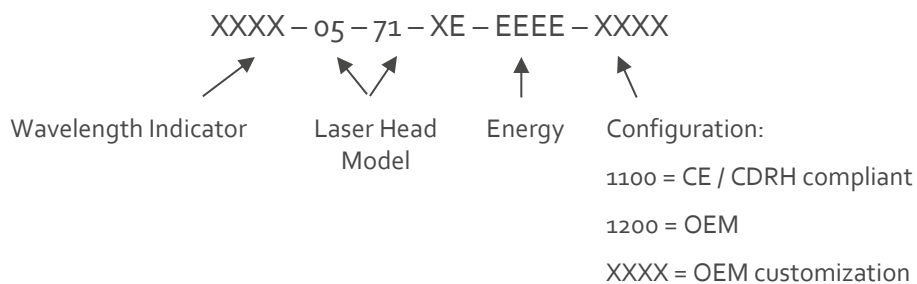 XXXX – 05 – 71 – XE – EEEE – XXXX
Wavelength Indicator
Laser Head
Model
Energy
Configuration:
1100 = CE / CDRH compliant
1200 = OEM
XXXX = OEM customization